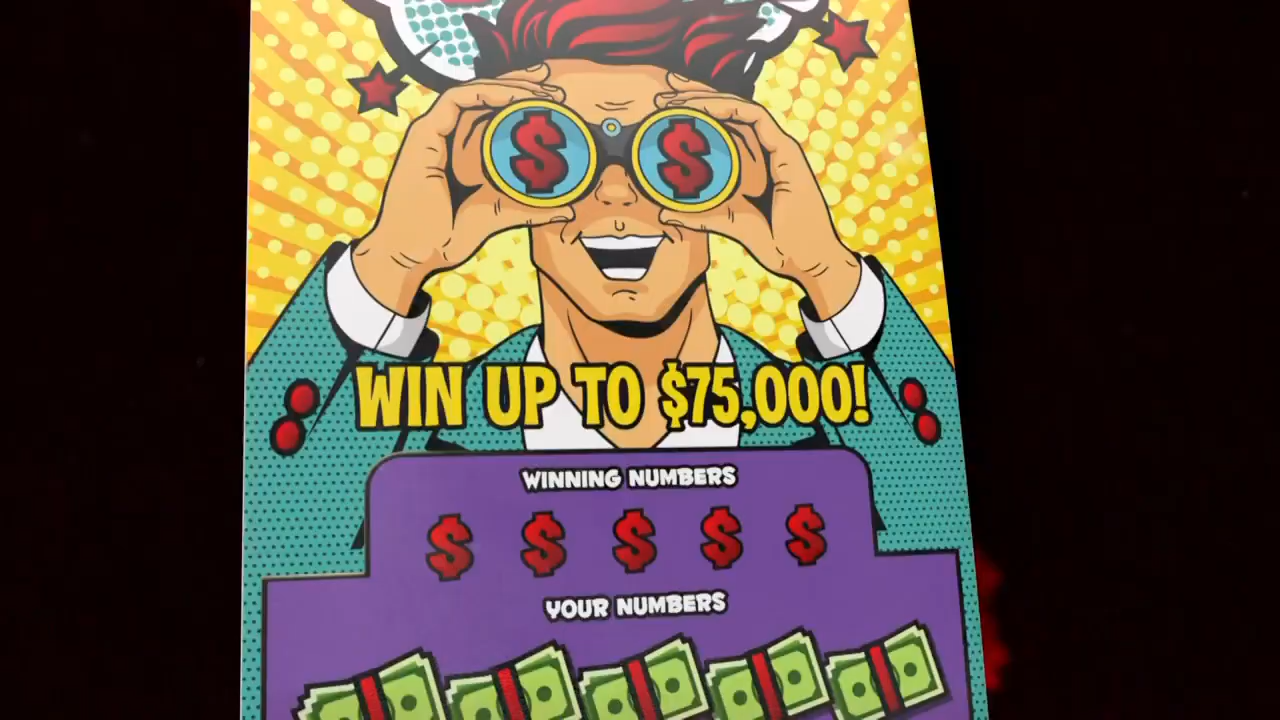 $ $
WIN UP TO $75,000!
WINNING NUMBERS
$ $ $ $ $
YOUR NUMBERS